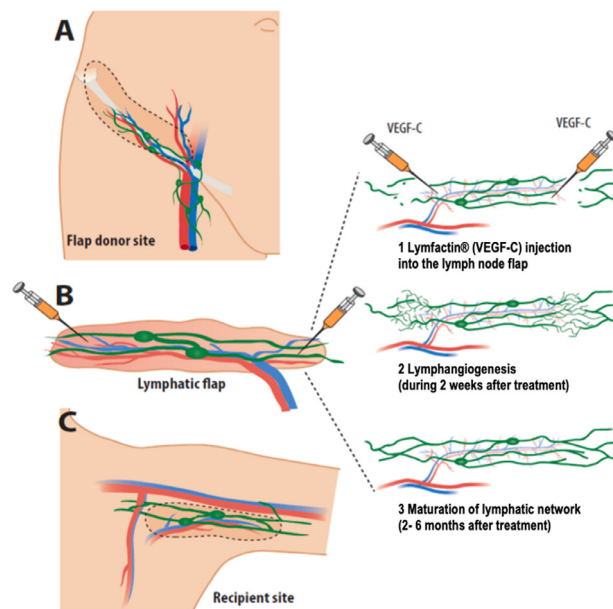 A
Flap donor site
B
Lymphatic flap
C
Recipient site
VEGF-C
VEGF-C
1 Lymfactin® (VEGF-C) injection
into the lymph node flap
2 Lymphangiogenesis
(during 2 weeks after treatment)
3 Maturation of lymphatic network
(2- 6 months after treatment)